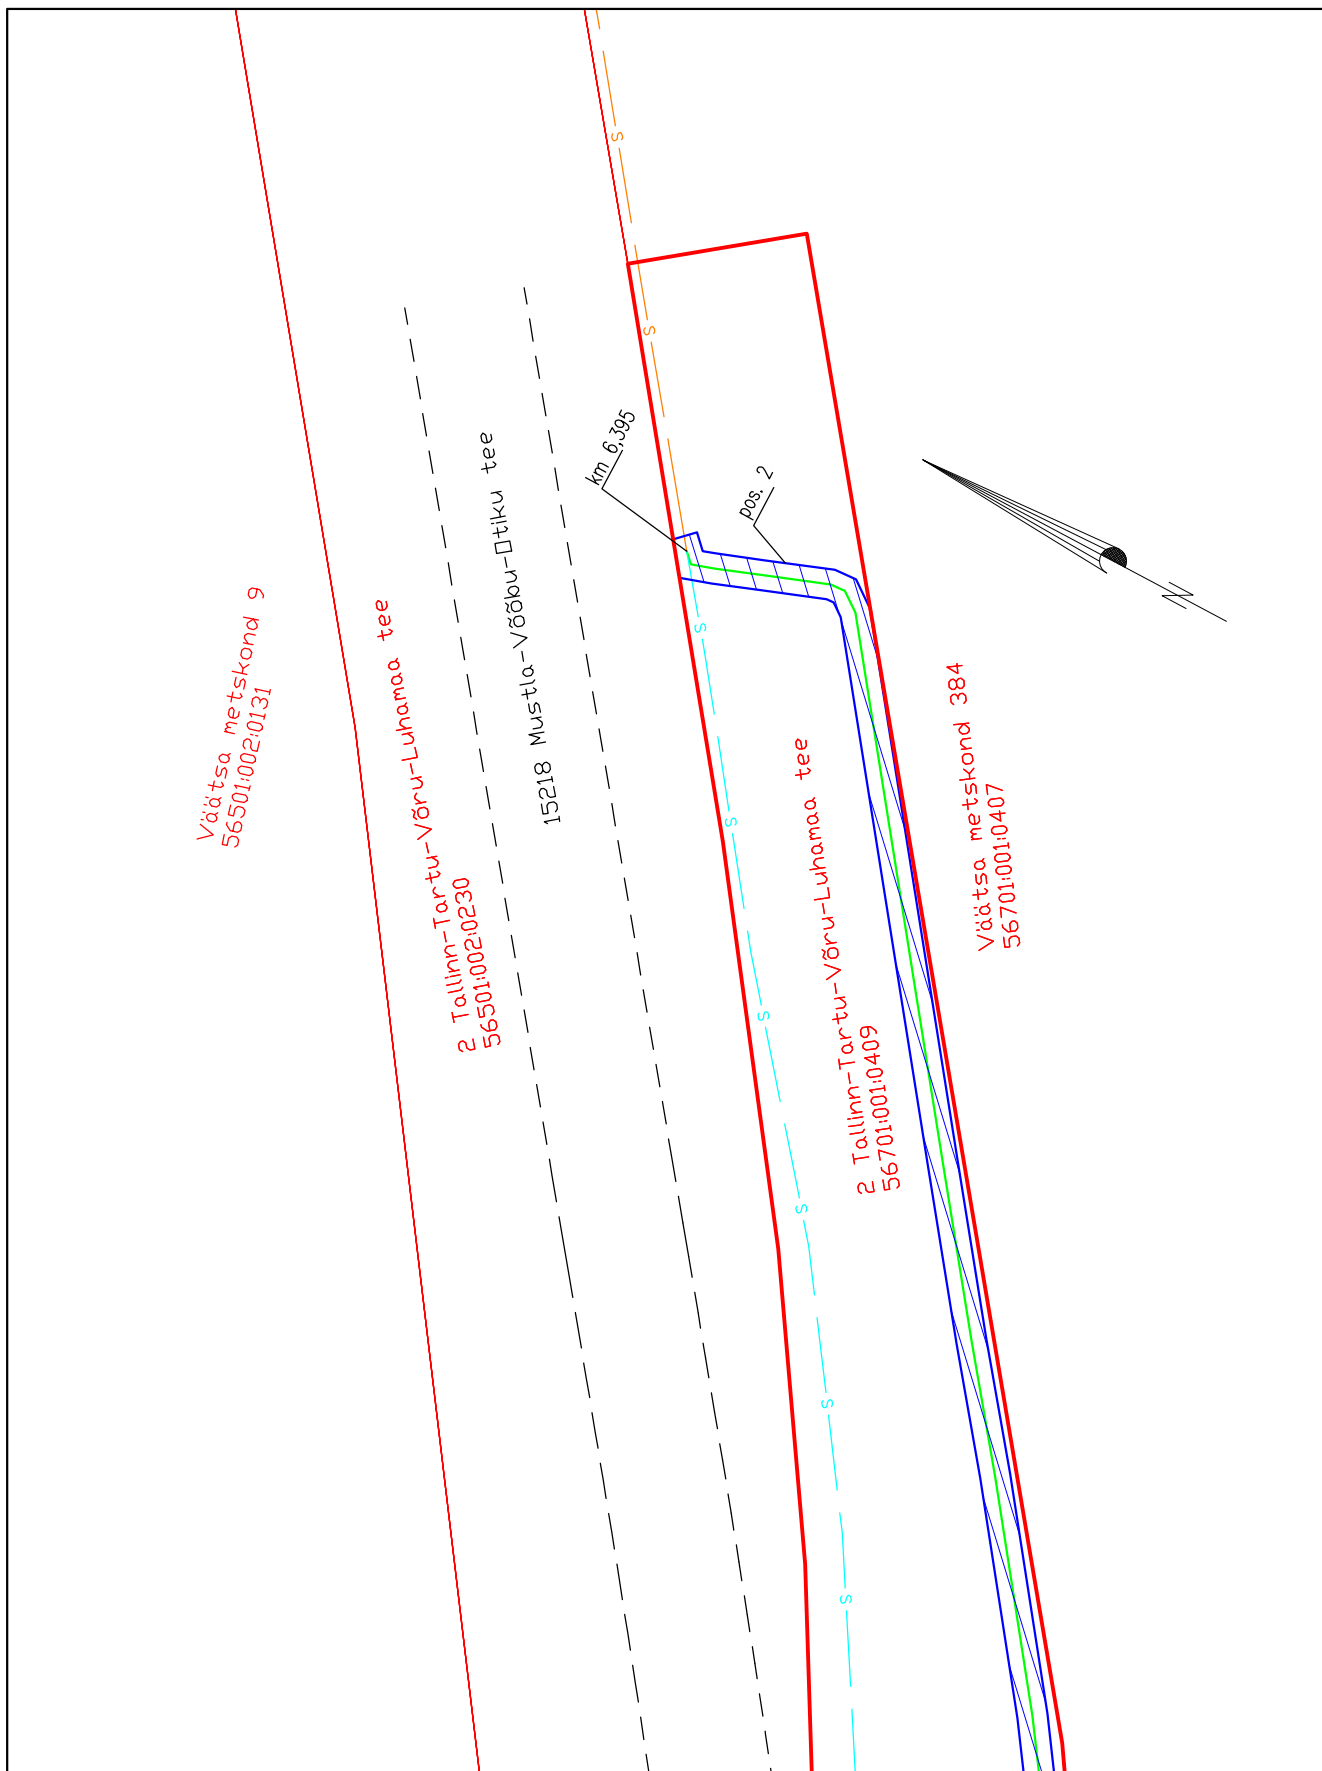 S
S
km 6,395
pos. 2
N
Väätsa metskond 9
56501:002:0131
2 Tallinn-Tartu-Võru-Luhamaa tee
56501:002:0230
15218 Mustla-Võõbu-□tiku tee
S
S
S
S
S
S
2 Tallinn-Tartu-Võru-Luhamaa tee
56701:001:0409
Väätsa metskond 384
56701:001:0407